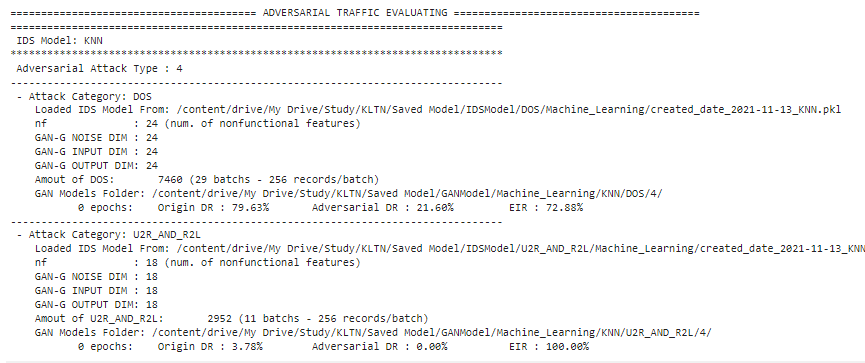 ======================================== ADVERSARIAL TRAFFIC EVALUATING ========================================
================================================================================
IDS Model: KNN
********************************************************************************
Adversarial Attack Type : 4
--------------------------------------------------------------------------------
- Attack Category: DOS
Loaded IDS Model From: /content/drive/My Drive/Study/KLTN/Saved Model/IDSModel/DOS/Machine_Learning/created_date_2021-11-13_KNN.pkl
nf : 24 (num. of nonfunctional features)
GAN-G NOISE DIM : 24
GAN-G INPUT DIM : 24
GAN-G OUTPUT DIM: 24
Amout of DOS: 7460 (29 batchs - 256 records/batch)
GAN Models Folder: /content/drive/My Drive/Study/KLTN/Saved Model/GANModel/Machine_Learning/KNN/DOS/4/
0 epochs: Origin DR : 79.63% Adversarial DR : 21.60% EIR : 72.88%
--------------------------------------------------------------------------------
- Attack Category: U2R_AND_R2L
Loaded IDS Model From: /content/drive/My Drive/Study/KLTN/Saved Model/IDSModel/U2R_AND_R2L/Machine_Learning/created_date_2021-11-13_KNN
nf : 18 (num. of nonfunctional features)
GAN-G NOISE DIM : 18
GAN-G INPUT DIM : 18
GAN-G OUTPUT DIM: 18
Amout of U2R_AND_R2L: 2952 (11 batchs - 256 records/batch)
GAN Models Folder: /content/drive/My Drive/Study/KLTN/Saved Model/GANModel/Machine_Learning/KNN/U2R_AND_R2L/4/
0 epochs: Origin DR : 3.78% Adversarial DR : 0.00% EIR : 100.00%